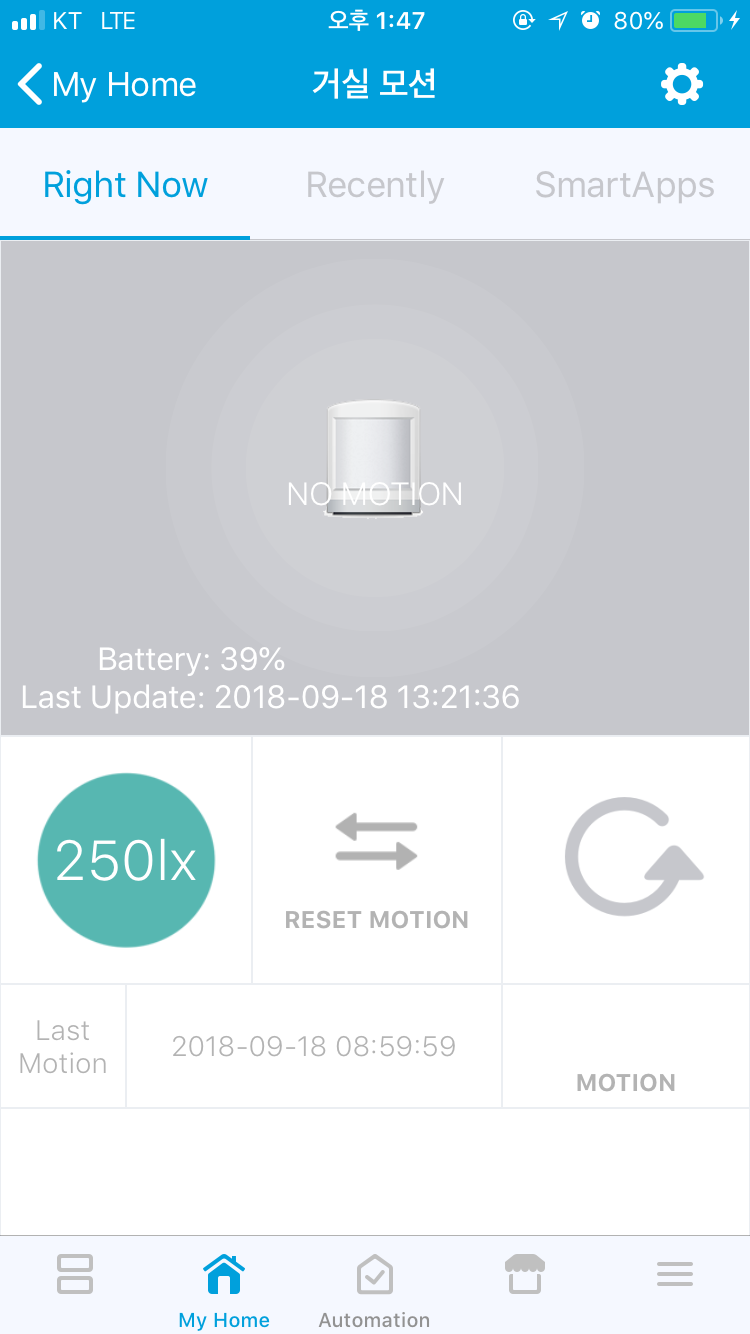 KT LTE 오후 1:47 80%
My Home 거실 모션
Right Now Recently SmartApps
NO MOTION
Battery: 39%
Last Update: 2018-09-18 13:21:36
250lx
RESET MOTION
Last
Motion
2018-09-18 08:59:59
MOTION
My Home Automation